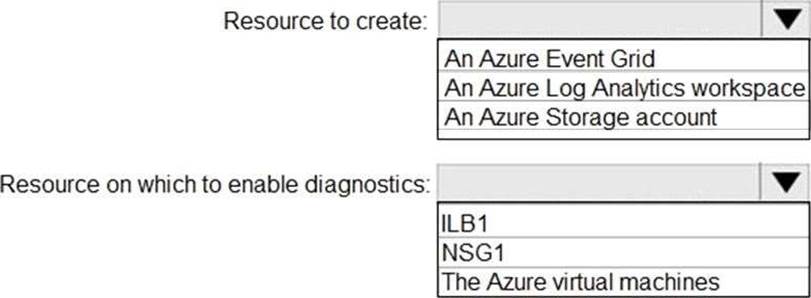 Resource to create:
An Azure Event Grid
An Azure Log Analytics workspace
An Azure Storage account
Resource on which to enable diagnostics:
ILB1
NSG1
The Azure virtual machines